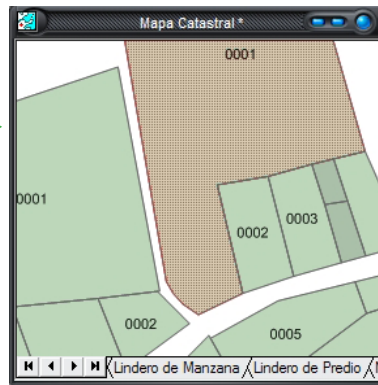 Mapa Catastral *
0001
0001
0002
0003
0002
0005
Lindero de Manzana
Lindero de Predio